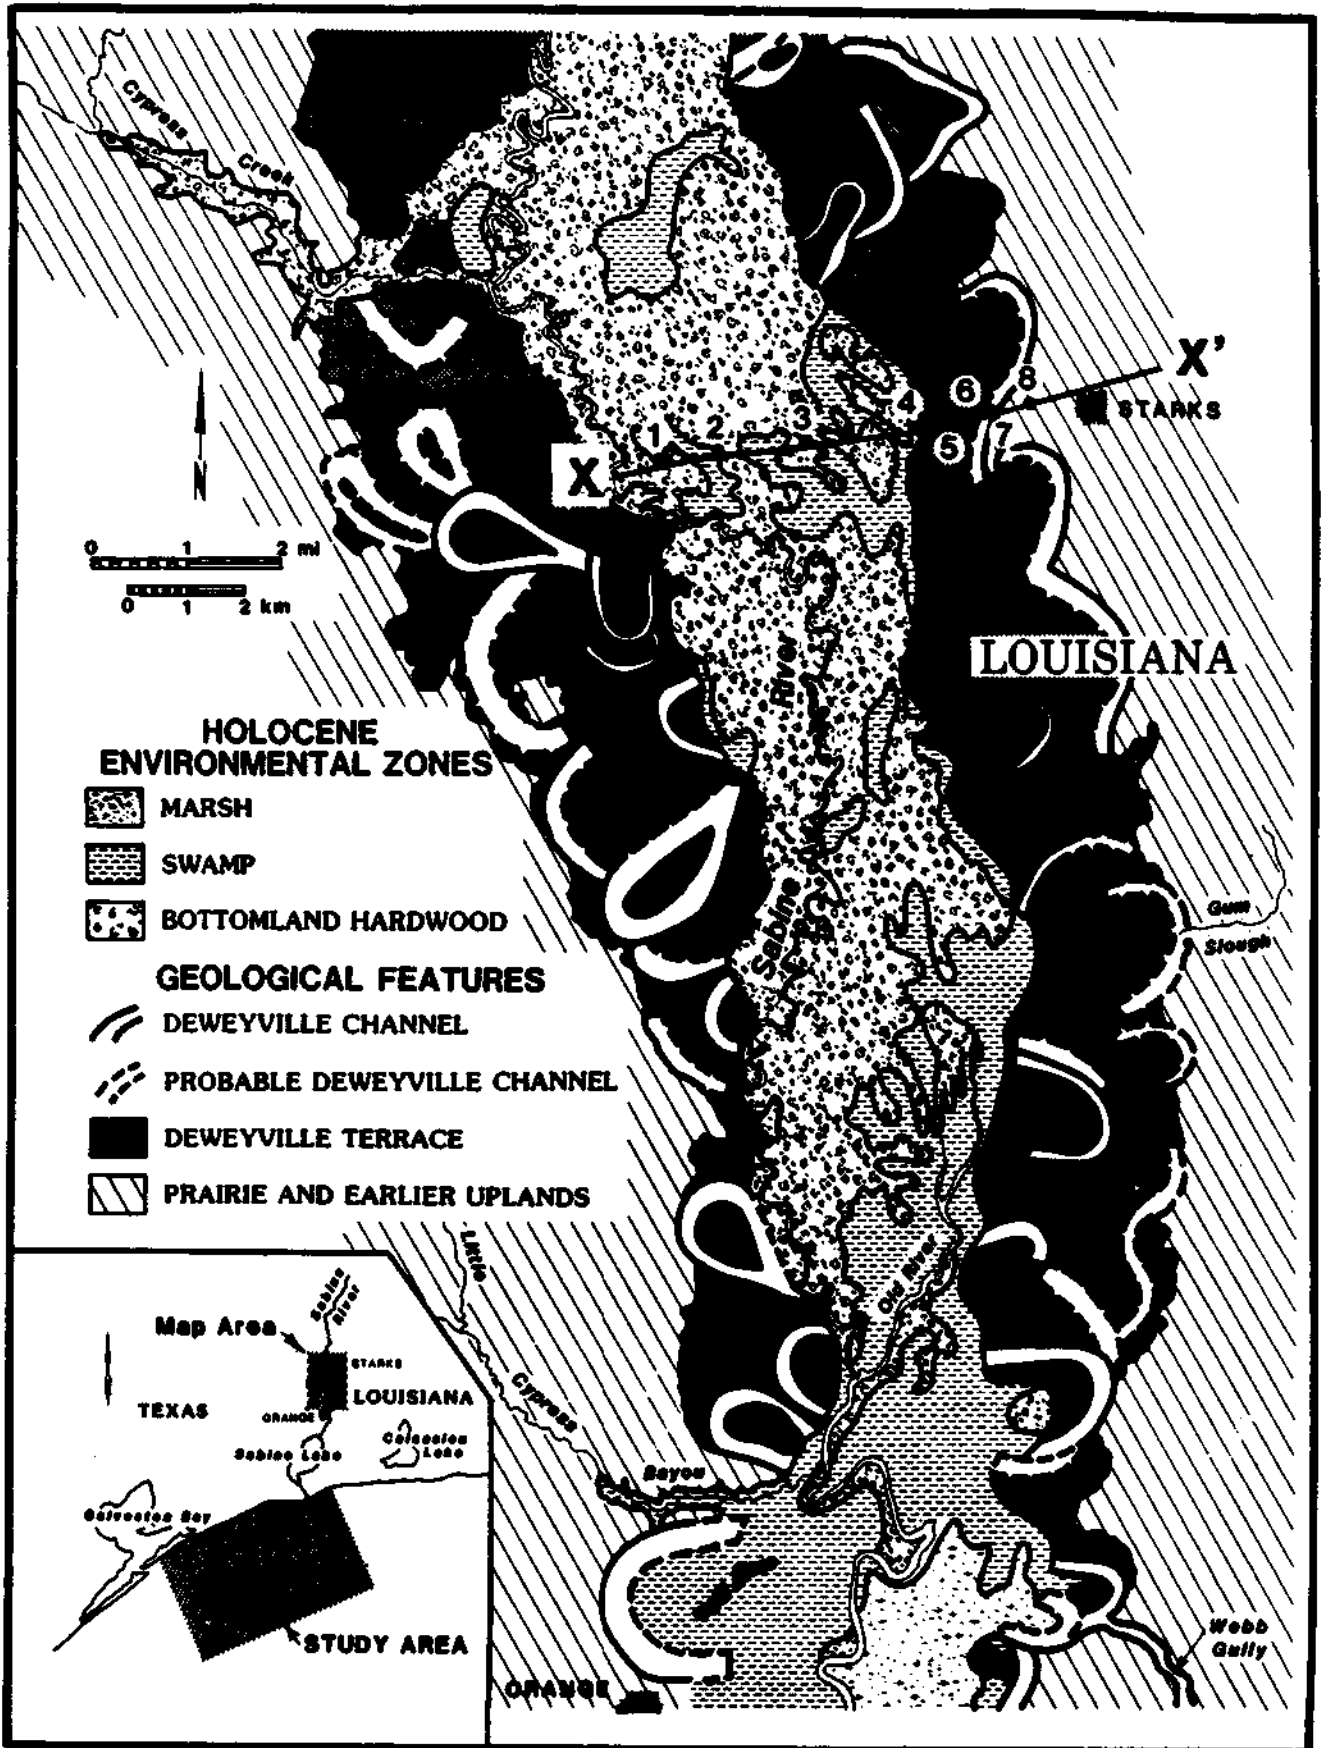 Cypress
Creek
X'
8
6
STARKS
4
3
2
1
7
5
X
N
0 1 2 mi
0 1 2 km
LOUISIANA
River
Sabine
HOLOCENE
ENVIRONMENTAL ZONES
MARSH
SWAMP
BOTTOMLAND HARDWOOD
GEOLOGICAL FEATURES
DEWEYVILLE CHANNEL
PROBABLE DEWEYVILLE CHANNEL
DEWEYVILLE TERRACE
PRAIRIE AND EARLIER UPLANDS
Gum
Slough
Little
Cypress
Bayou
Old River
Webb
Gully
ORANGE
Sabine
River
Map Area
STARKS
LOUISIANA
TEXAS
ORANGE
Sabine Lake
Calcasieu
Lake
Galveston Bay
STUDY AREA